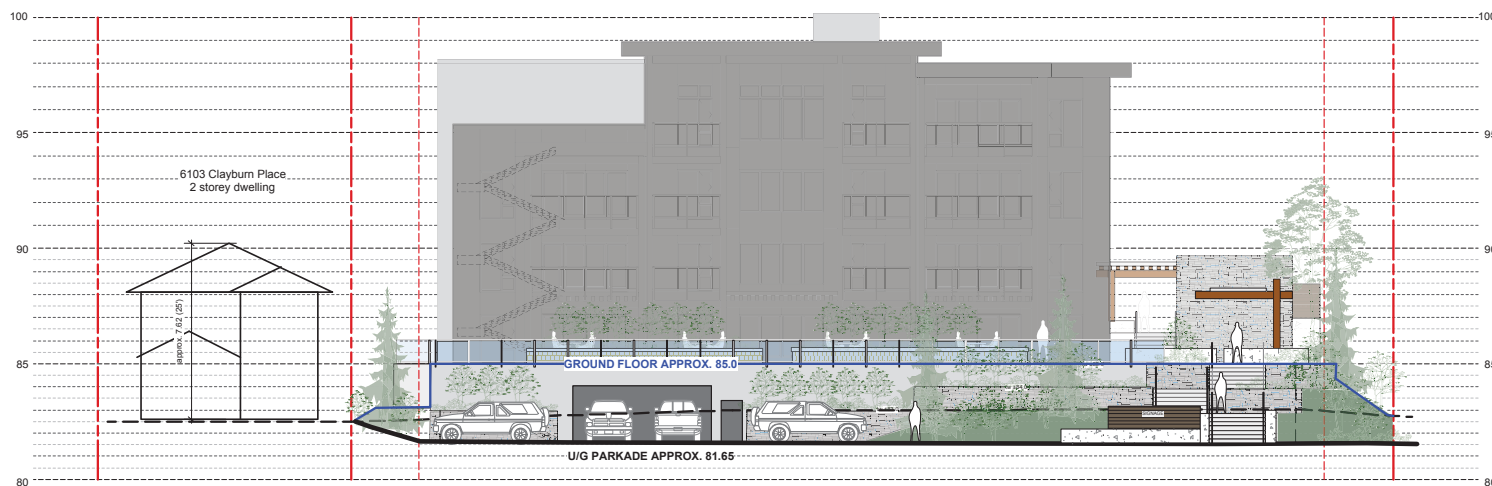 100
100
95
95
6103 Clayburn Place
2 storey dwelling
90
90
approx. 7.62 (25')
85
85
GROUND FLOOR APPROX. 85.0
SIGNAGE
U/G PARKADE APPROX. 81.65
80
80